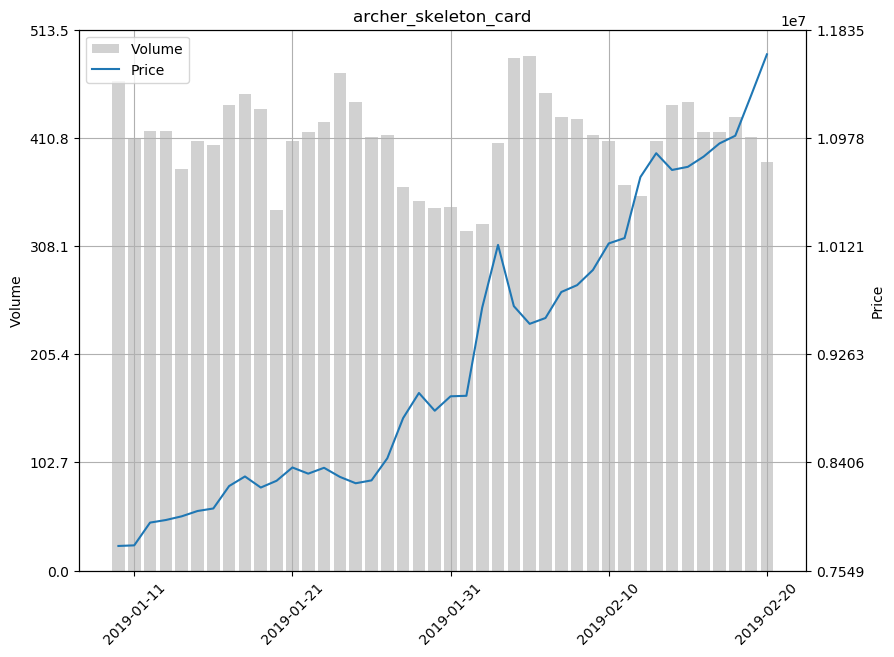 archer_skeleton_card
1e7
513.5
410.8
308.1
205.4
102.7
0.0
Volume
Volume
Price
1.1835
1.0978
1.0121
0.9263
0.8406
0.7549
Price
2019-01-11
2019-01-21
2019-01-31
2019-02-10
2019-02-20